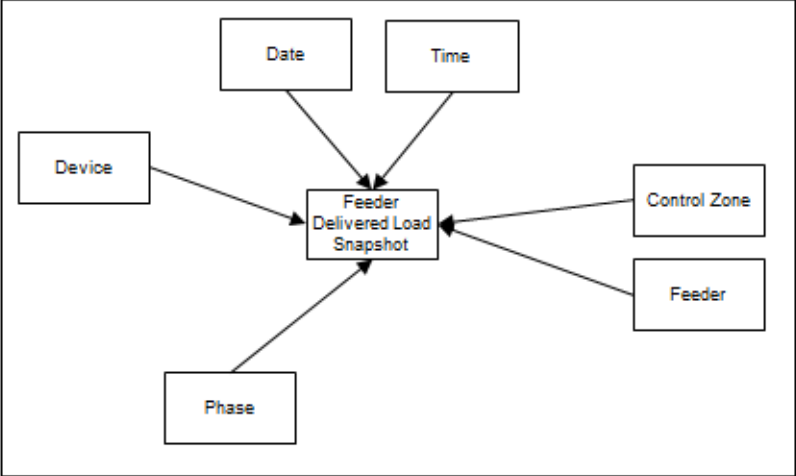 Date
Time
Device
Feeder
Delivered Load
Snapshot
Control Zone
Feeder
Phase